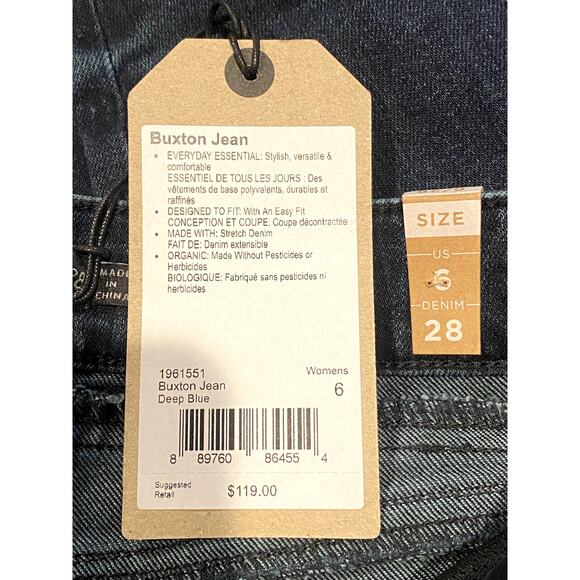 Buxton Jean
• EVERYDAY ESSENTIAL: Stylish, versatile &
comfortable
ESSENTIEL DE TOUS LES JOURS : Des
vêtements de base polyvalents, durables et
raffinés
• DESIGNED TO FIT: With An Easy Fit
CONCEPTION ET COUPE: Coupe décontractée
• MADE WITH: Stretch Denim
FAIT DE: Denim extensible
• ORGANIC: Made Without Pesticides or
Herbicides
BIOLOGIQUE: Fabriqué sans pesticides ni
herbicides
1961551
Buxton Jean
Deep Blue
Womens
6
8 89760 86455 4
Suggested
Retail
$119.00
SIZE
US
6
DENIM
28
MADE
IN
CHINA